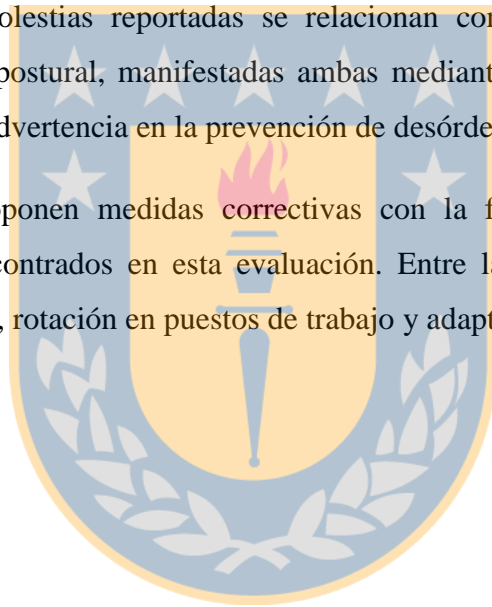 olestias reportadas se relacionan con
postural, manifestadas ambas mediant
dvertencia en la prevención de desórde
ponen medidas correctivas con la f
contrados en esta evaluación. Entre la
, rotación en puestos de trabajo y adapt